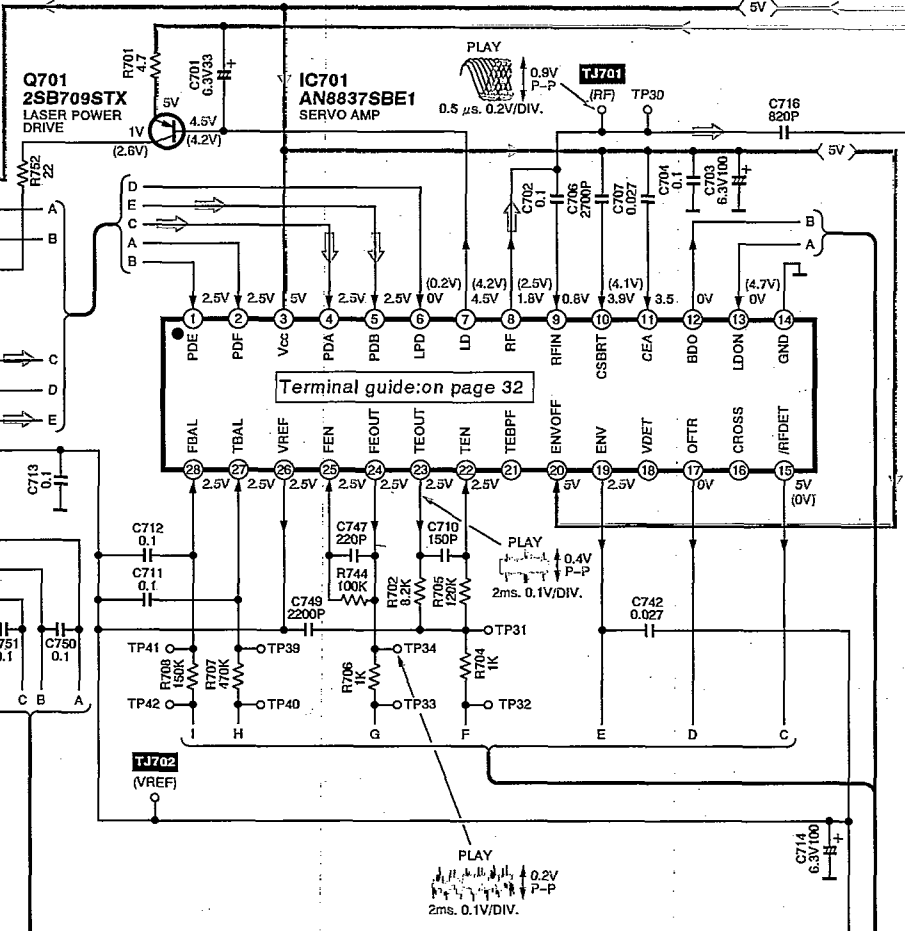 5V
PLAY
0.9V
P-P
0.5 µs. 0.2V/DIV.
TJ701
(RF)
TP30
C716
820P
R701
4.7
C701
6.3V33
Q701
2SB709STX
LASER POWER
DRIVE
IC701
AN8837SBE1
SERVO AMP
5V
4.6V
(4.2V)
1V
(2.6V)
R752
22
5V
C702
0.1
C706
2700P
C707
0.027
C704
0.1
C703
6.3V100
A
B
D
E
C
A
B
B
A
C
D
E
2.5V
2.5V
5V
2.5V
2.5V
(0.2V)
0V
(4.2V)
4.5V
(2.5V)
1.8V
0.8V
(4.1V)
3.9V
3.5
0V
(4.7V)
0V
1 2 3 4 5 6 7 8 9 10 11 12 13 14
PDE PDF Vcc PDA PDB LPD LD RF RFIN CSBRT CEA BDO LDON GND
Terminal guide:on page 32
FBAL TBAL VREF FEN FEOUT TEOUT TEN TEBPF ENVOFF ENV VDET OFTR CROSS /RFDET
28 27 26 25 24 23 22 21 20 19 18 17 16 15
2.5V 2.5V 2.5V 2.5V 2.5V 2.5V 2.5V 5V 2.5V 0V 5V
(0V)
C713
0.1
C712
0.1
C711
0.1
C747
220P
R744
100K
C710
150P
R702
8.2K
R705
120K
PLAY
0.4V
P-P
2ms. 0.1V/DIV.
C749
2200P
C742
0.027
0.1
C750
0.1
C B A
TP31
TP41
TP39
TP34
R708
150K
R707
470K
R706
1K
R704
1K
TP42
TP40
TP33
TP32
I H G F E D C
TJ702
(VREF)
C714
6.3V100
PLAY
0.2V
P-P
2ms. 0.1V/DIV.